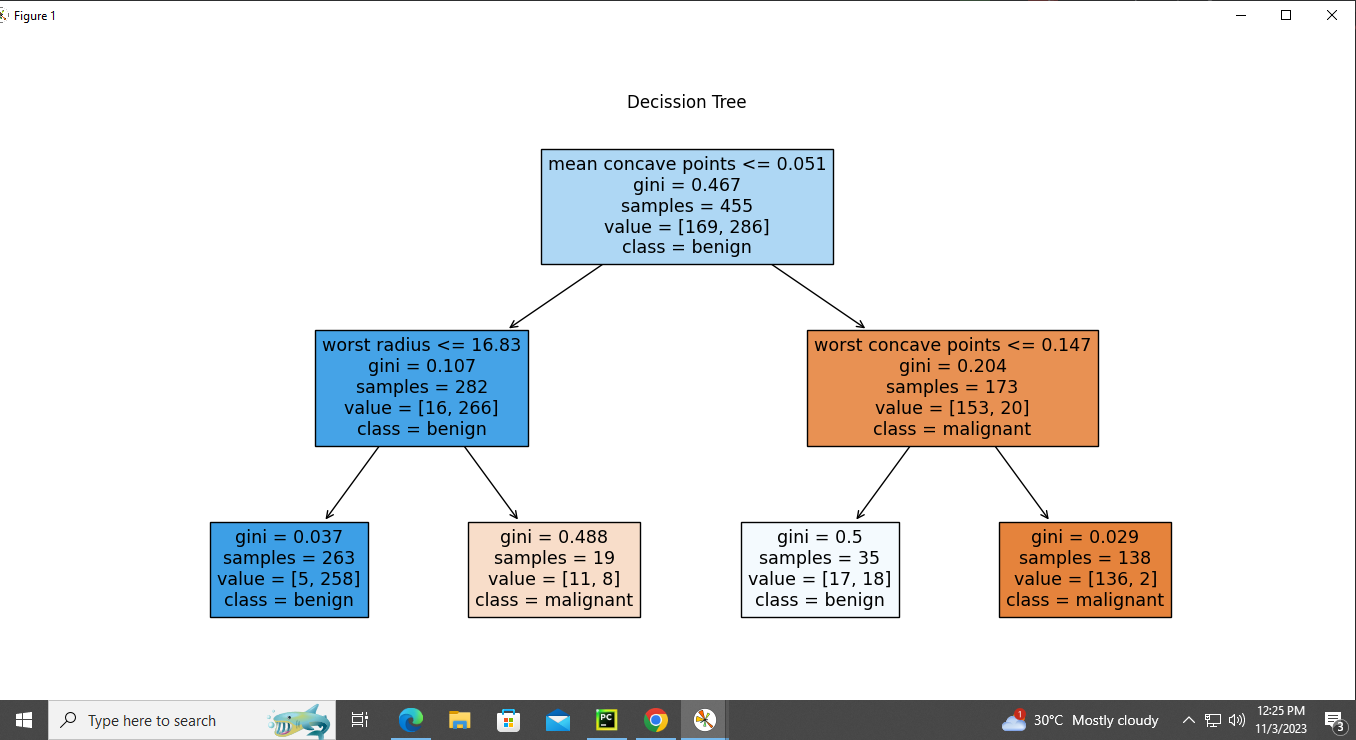 Figure 1
Decission Tree
mean concave points <= 0.051
gini = 0.467
samples = 455
value = [169, 286]
class = benign
worst radius <= 16.83
gini = 0.107
samples = 282
value = [16, 266]
class = benign
worst concave points <= 0.147
gini = 0.204
samples = 173
value = [153, 20]
class = malignant
gini = 0.037
samples = 263
value = [5, 258]
class = benign
gini = 0.488
samples = 19
value = [11, 8]
class = malignant
gini = 0.5
samples = 35
value = [17, 18]
class = benign
gini = 0.029
samples = 138
value = [136, 2]
class = malignant
Type here to search
PC
1
30°C Mostly cloudy
12:25 PM
11/3/2023
3